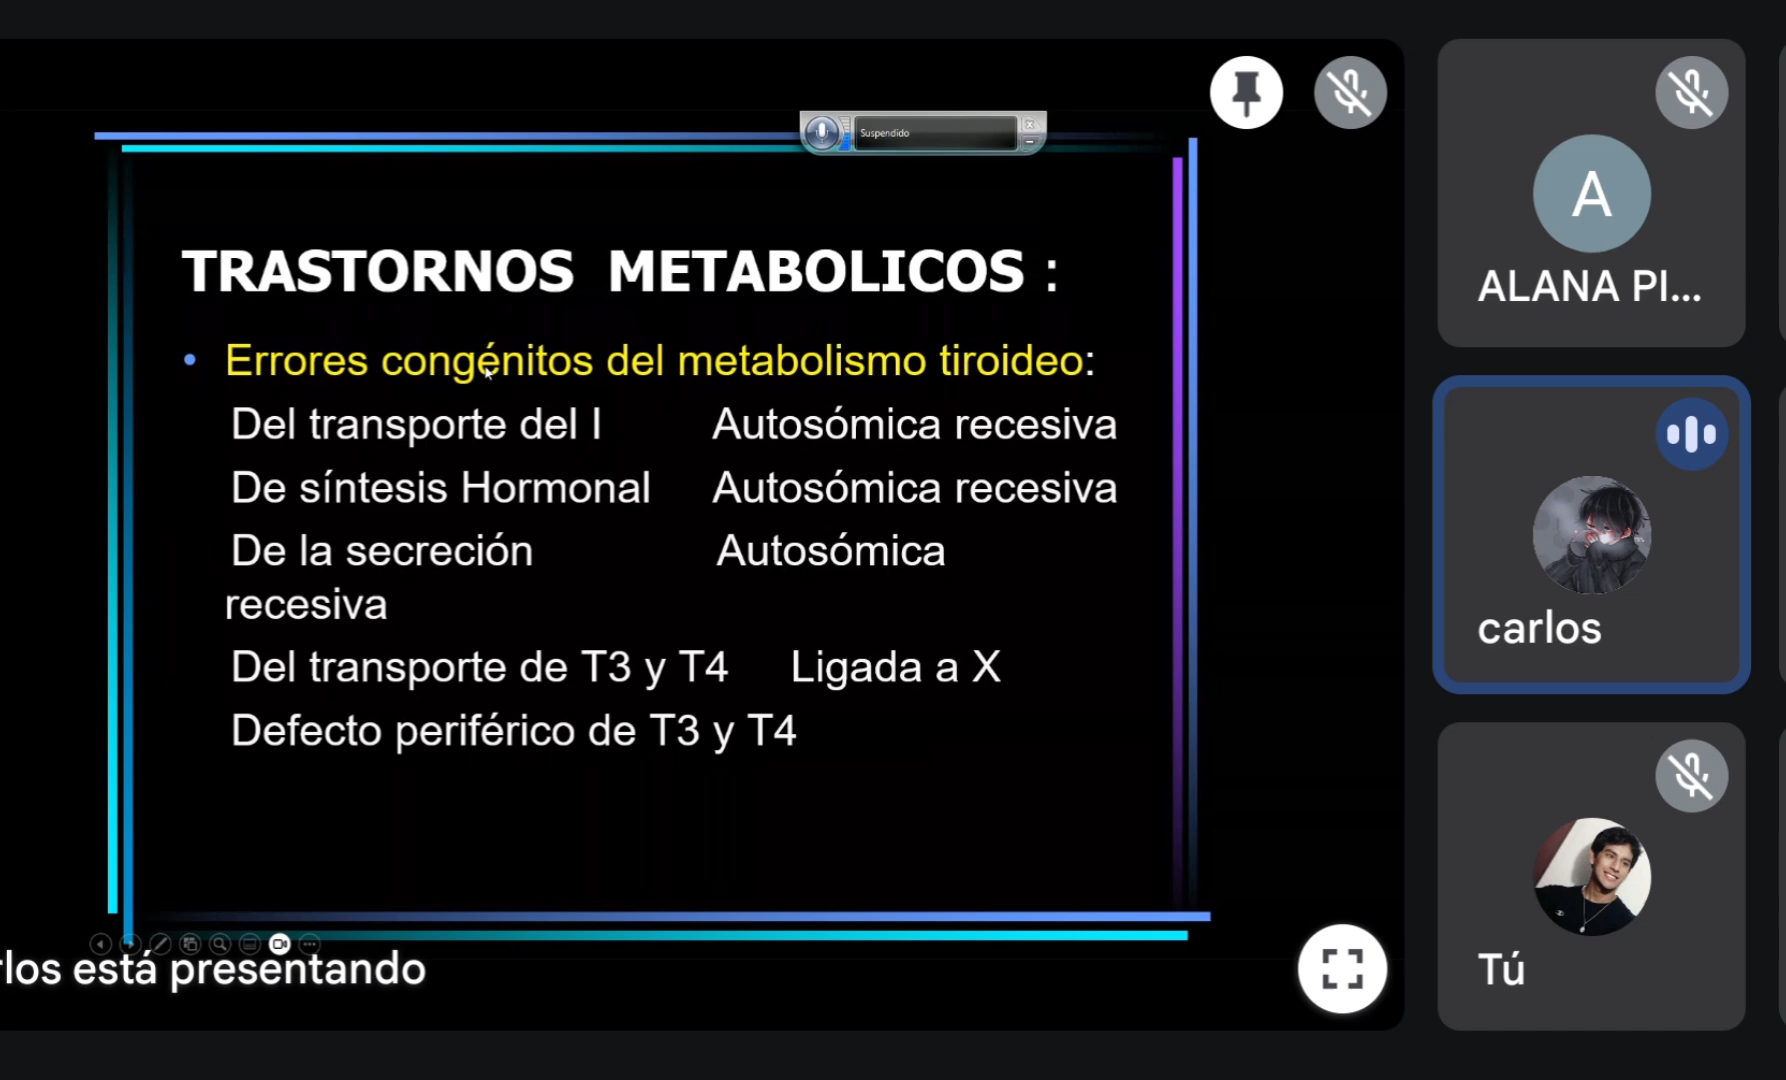 Suspendido
TRASTORNOS METABOLICOS :
• Errores congénitos del metabolismo tiroideo:
Del transporte del I Autosómica recesiva
De síntesis Hormonal Autosómica recesiva
De la secreción Autosómica
recesiva
Del transporte de T3 y T4 Ligada a X
Defecto periférico de T3 y T4
rlos está presentando
A
ALANA PI...
carlos
Tú